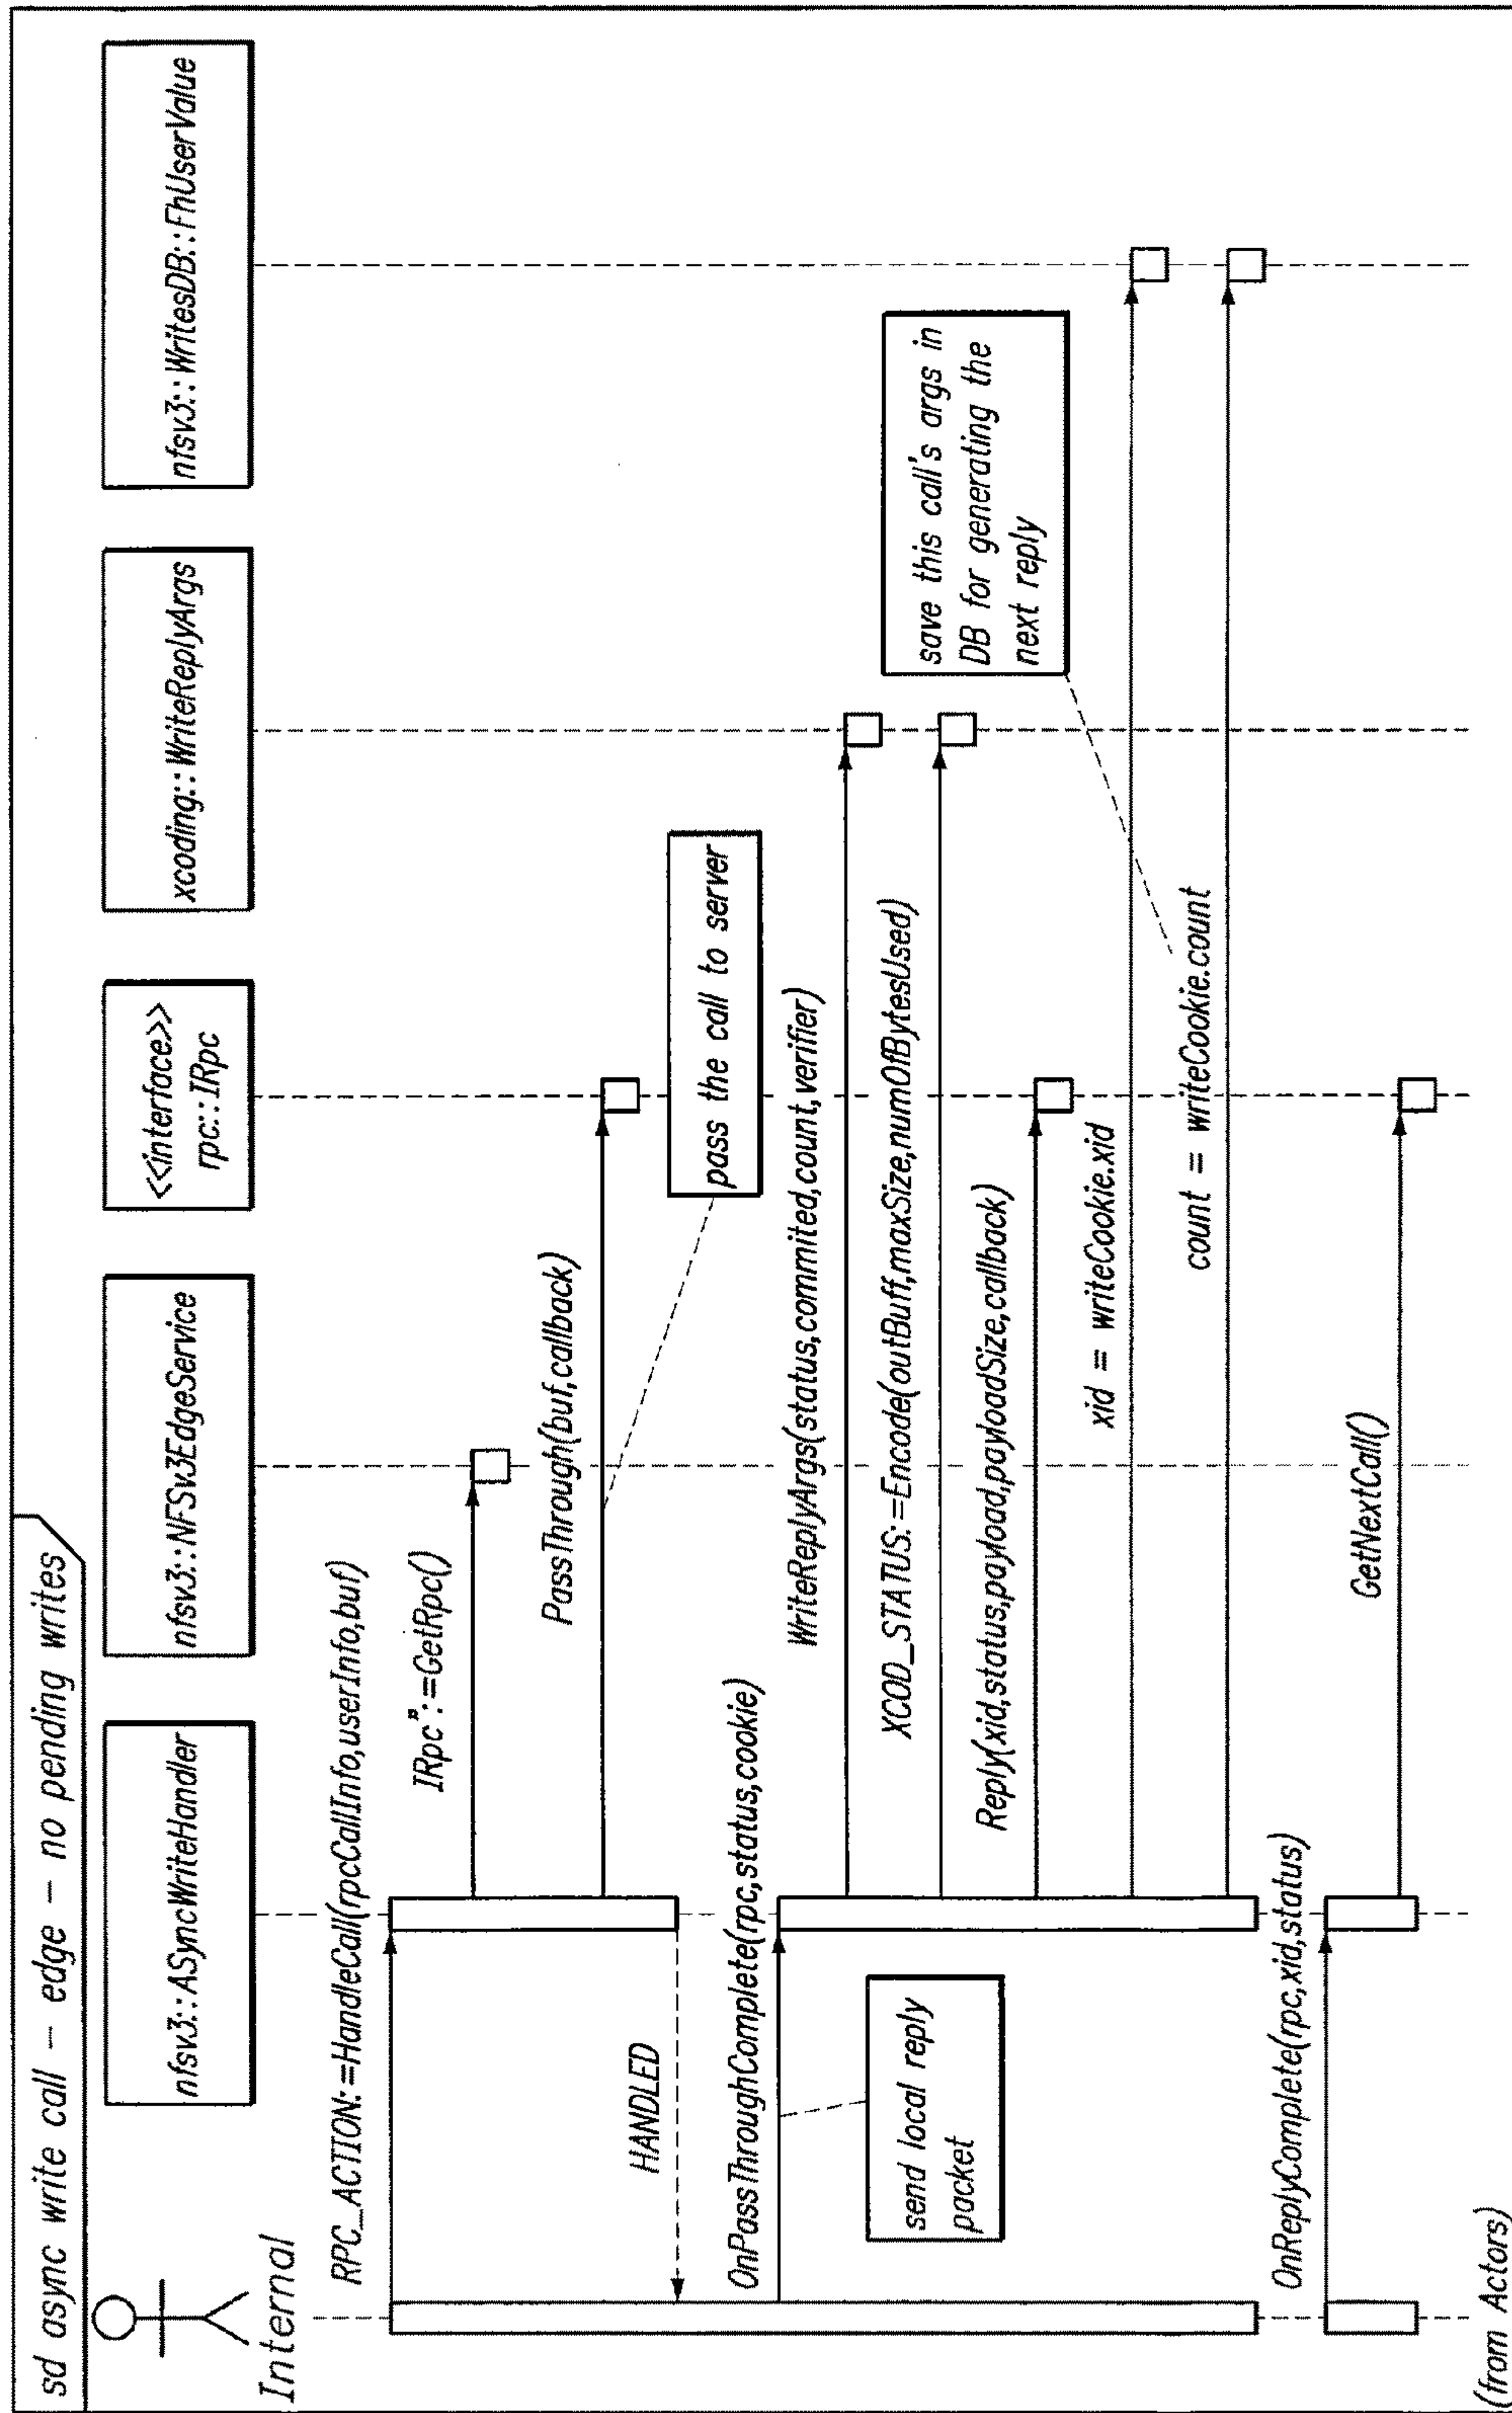 sd async write call – edge – no pending writes
Internal
nfsv3::ASyncWriteHandler
nfsv3::NFSv3EdgeService
<<interface>>
rpc::IRpc
xcoding::WriteReplyArgs
nfsv3::WritesDB::FhUserValue
RPC_ACTION:=HandleCall(rpcCallInfo,userInfo,buf)
IRpc":=GetRpc()
PassThrough(buf,callback)
HANDLED
pass the call to server
OnPassThroughComplete(rpc,status,cookie)
WriteReplyArgs(status,commited,count,verifier)
send local reply
packet
XCOD_STATUS:=Encode(outBuff,maxSize,numOfBytesUsed)
save this call's args in
DB for generating the
next reply
Reply(xid,status,payload,payloadSize,callback)
xid = writeCookie.xid
count = writeCookie.count
OnReplyComplete(rpc,xid,status)
GetNextCall()
(from Actors)